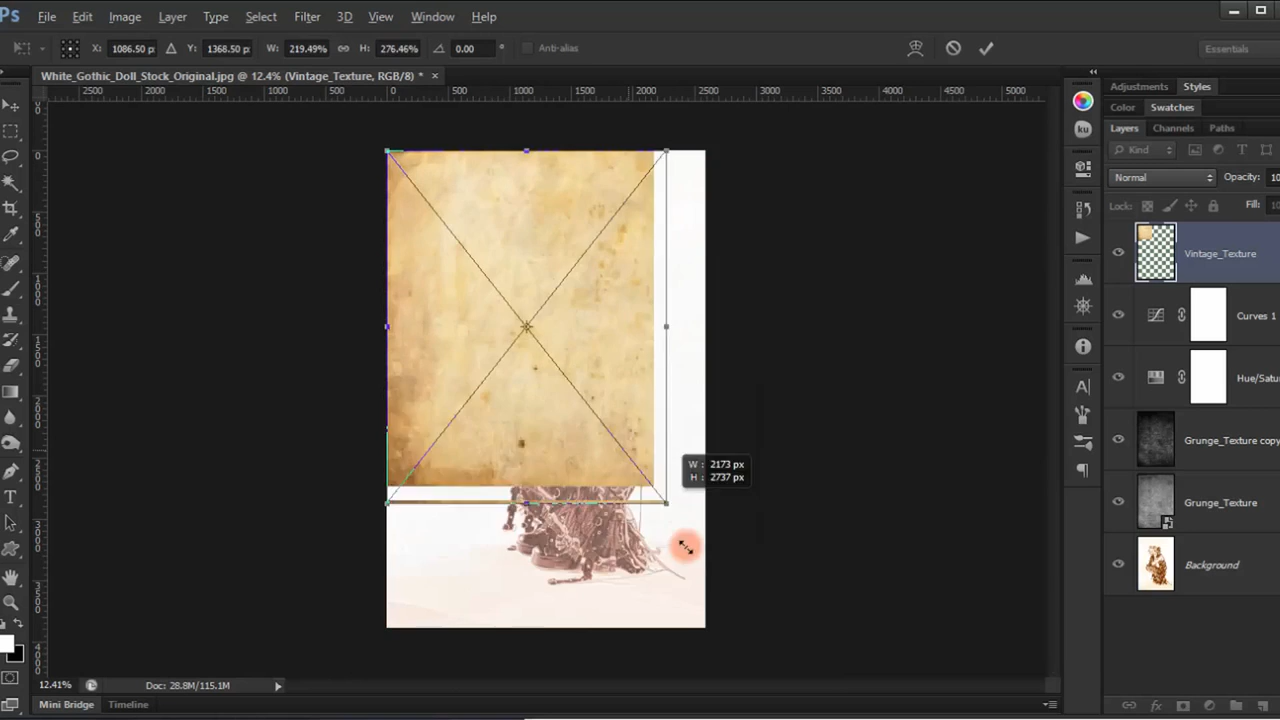 Ps File Edit Image Layer Type Select Filter 3D View Window Help
X: 1086.50 p Y: 1368.50 p W: 219.49% H: 276.46% 0.00 ° Anti-alias Essentials
White_Gothic_Doll_Stock_Original.jpg @ 12.4% (Vintage_Texture, RGB/8) * ×
2500 2000 1500 1000 500 0 500 1000 1500 2000 2500 3000 3500 4000 4500 5000
Adjustments Styles
Color Swatches
Layers Channels Paths
Kind
Normal Opacity: 10
Lock: Fill: 10
Vintage_Texture
Curves 1
Hue/Satu
Grunge_Texture copy
Grunge_Texture
Background
W : 2173 px
H : 2737 px
12.41% Doc: 28.8M/115.1M
Mini Bridge Timeline